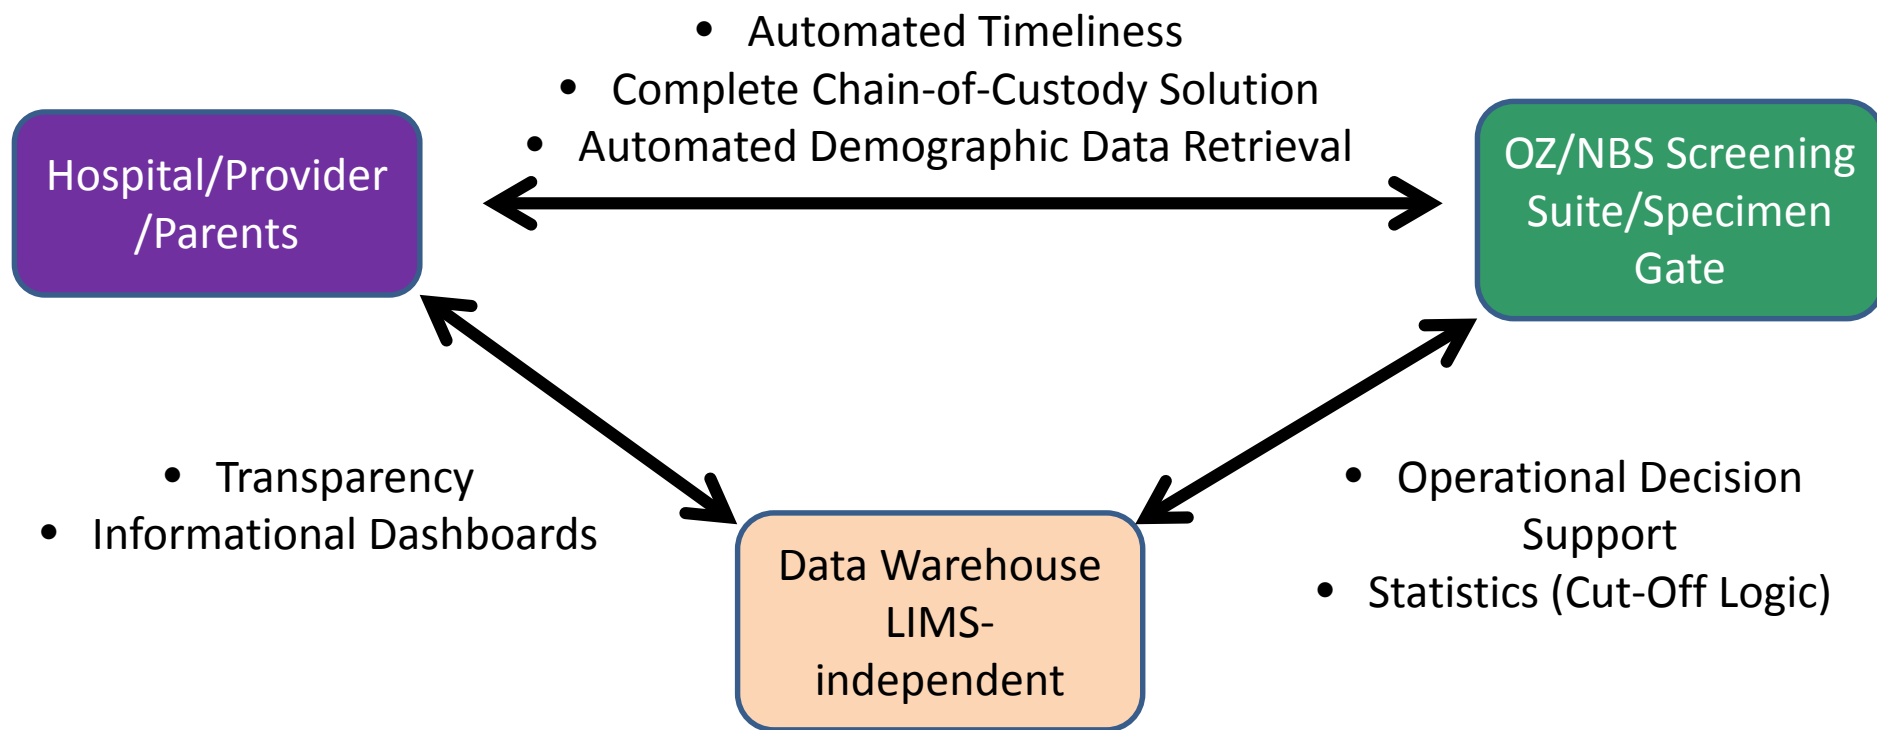 • Automated Timeliness
• Complete Chain-of-Custody Solution
• Automated Demographic Data Retrieval
Hospital/Provider
/Parents
OZ/NBS Screening
Suite/Specimen
Gate
• Transparency
• Informational Dashboards
• Operational Decision
Support
• Statistics (Cut-Off Logic)
Data Warehouse
LIMS-
independent